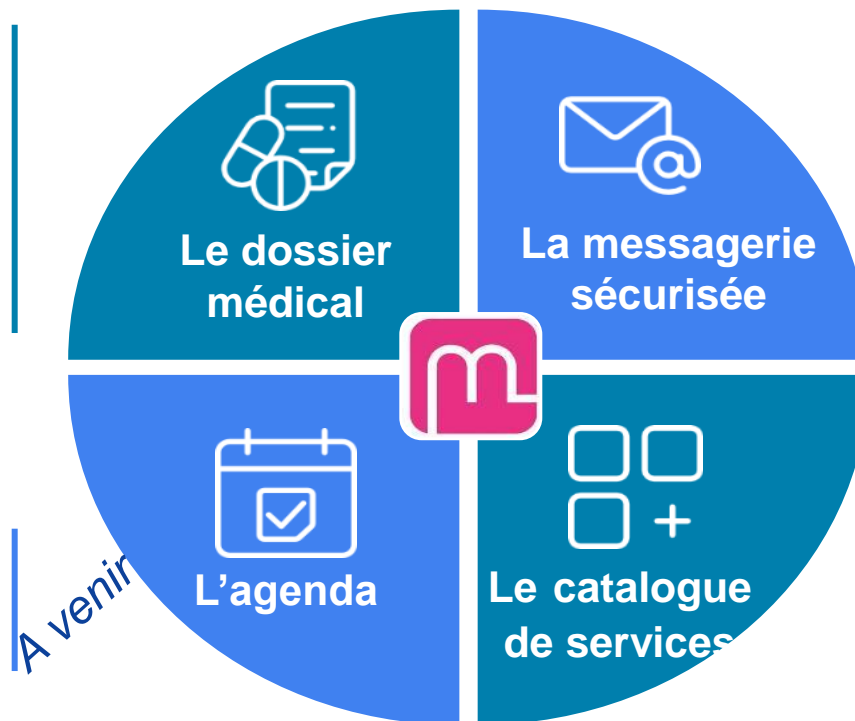 Le dossier
médical
La messagerie
sécurisée
A venir
L’agenda
Le catalogue
de services